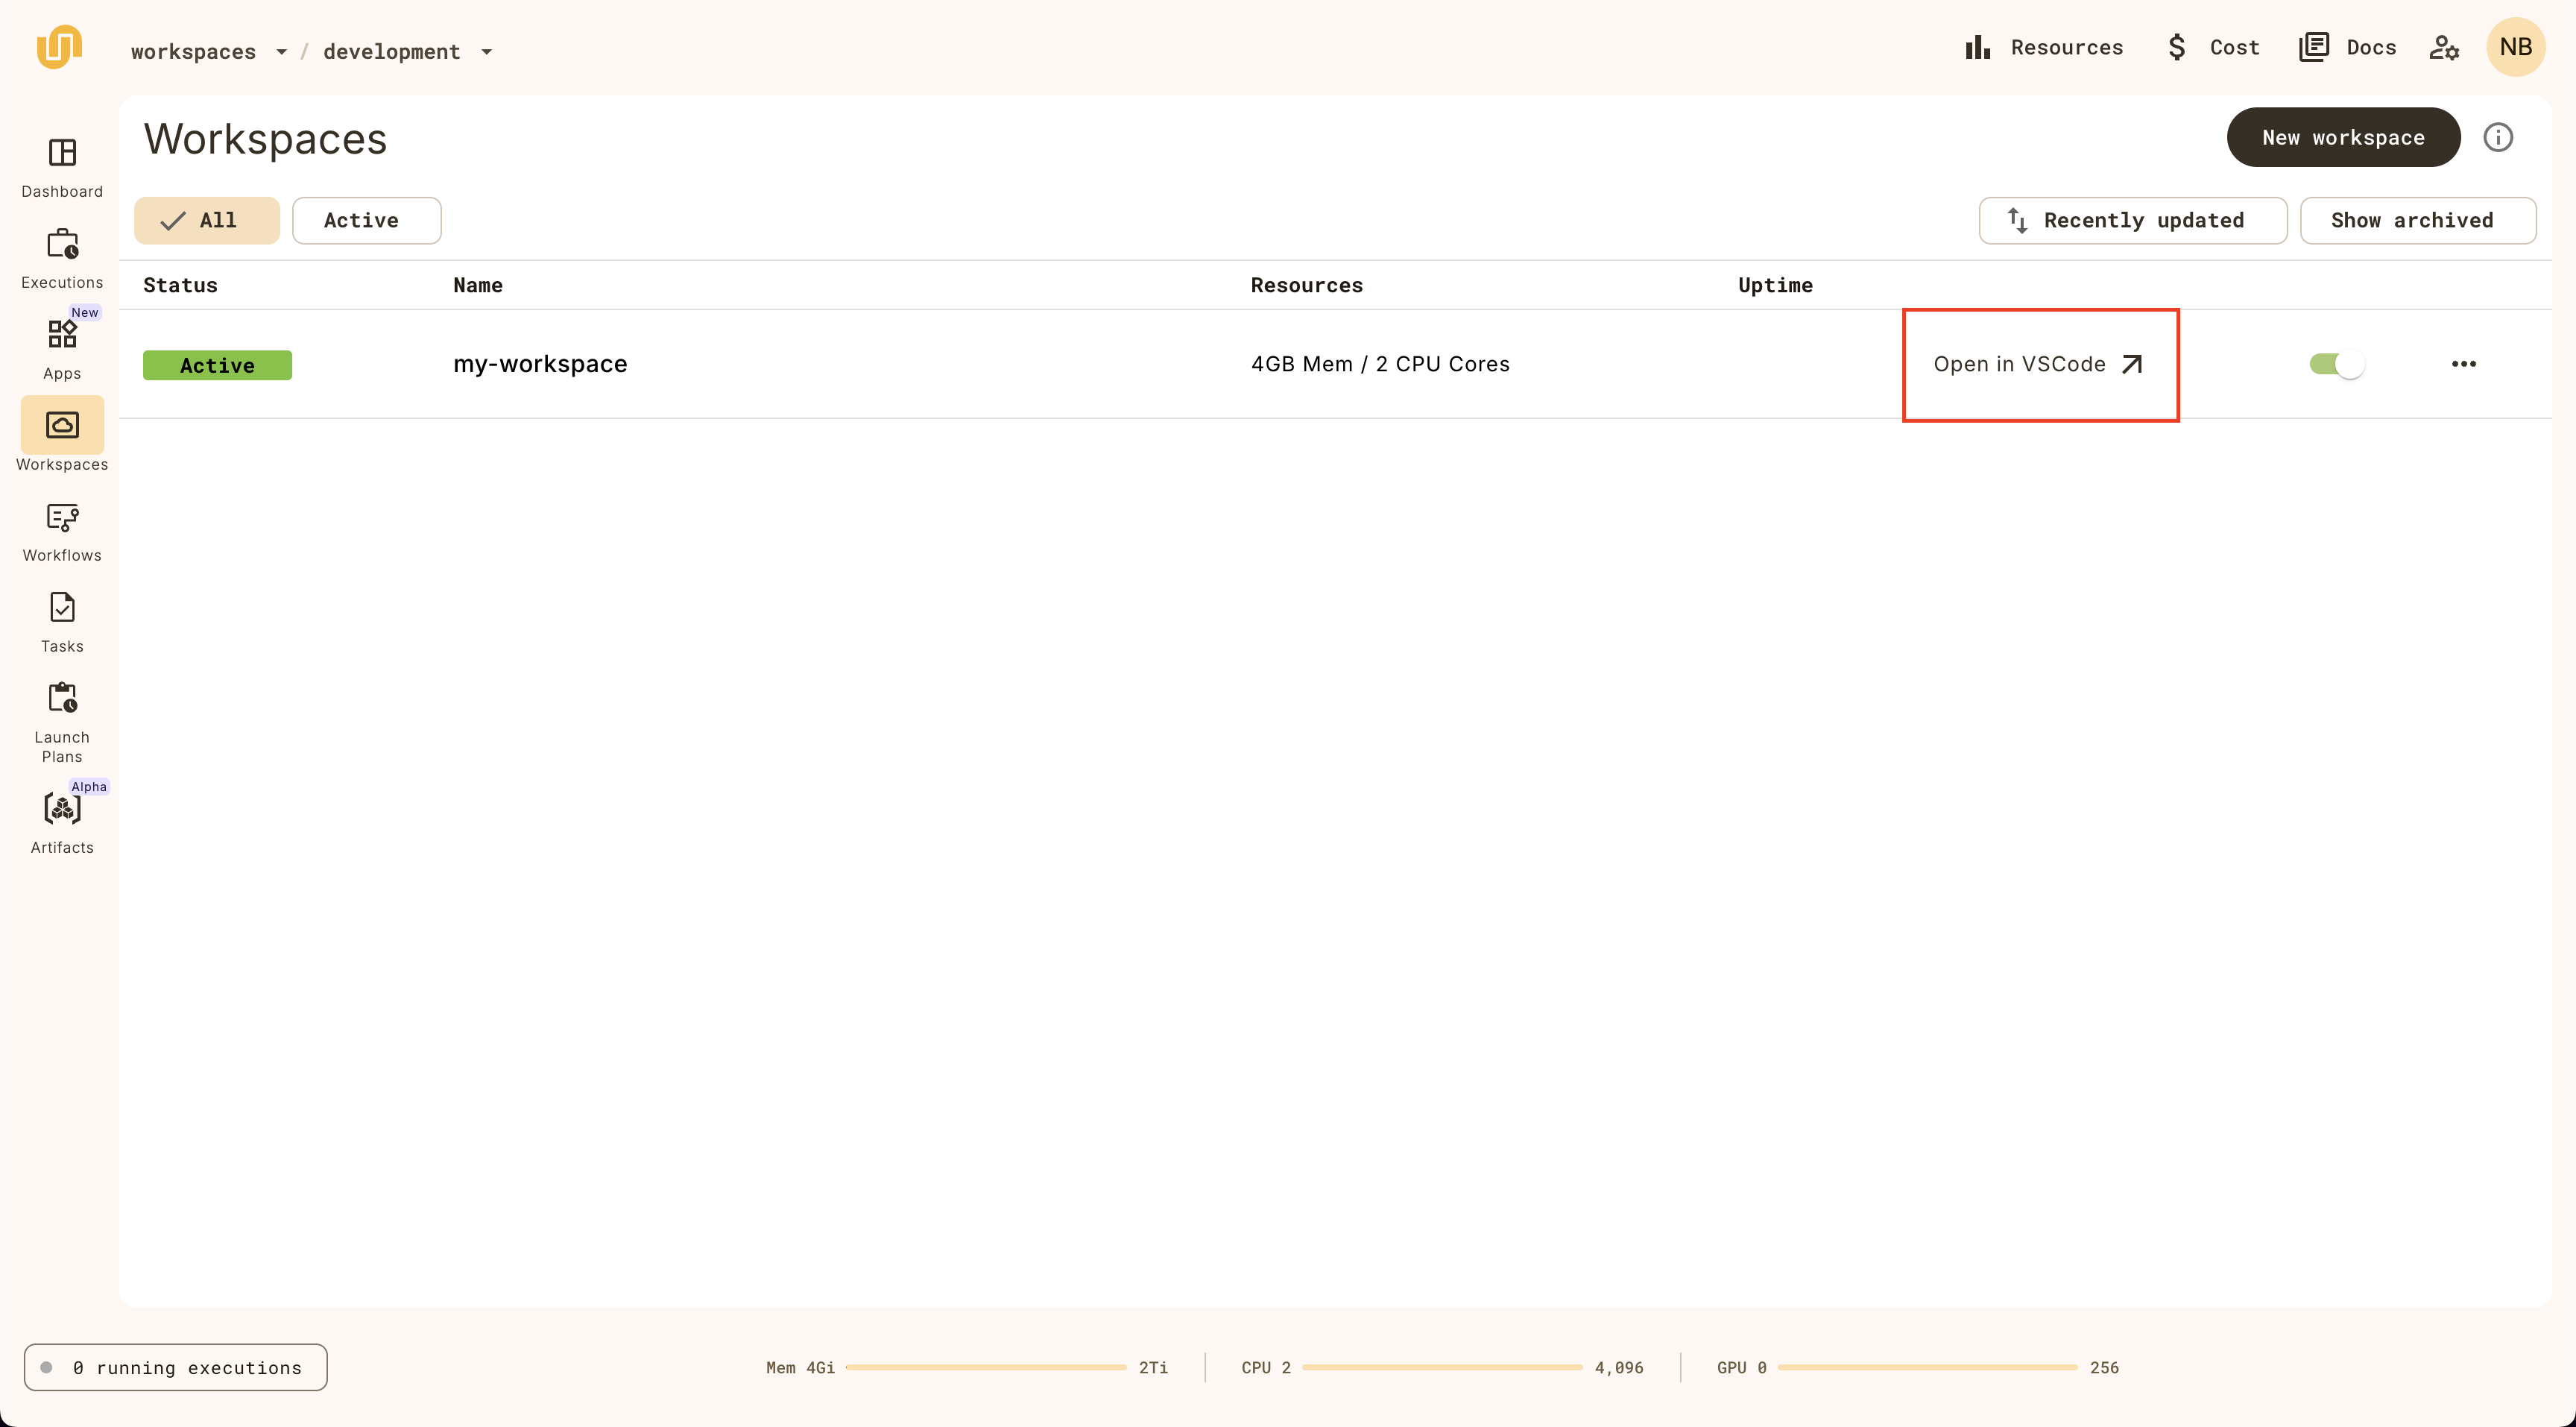 workspaces / development
Resources
Cost
Docs
NB
Workspaces
New workspace
All
Active
Recently updated
Show archived
Status
Name
Resources
Uptime
Active
my-workspace
4GB Mem / 2 CPU Cores
Open in VSCode
Dashboard
Executions
New
Apps
Workspaces
Workflows
Tasks
Launch
Plans
Alpha
Artifacts
0 running executions
Mem 4Gi
2Ti
CPU 2
4,096
GPU 0
256